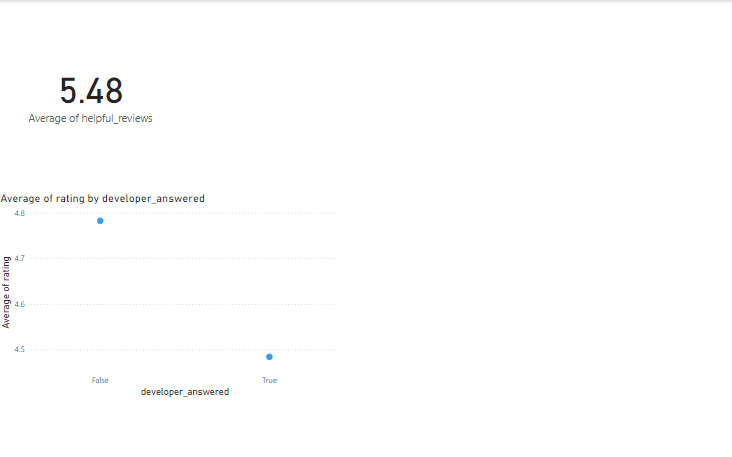 5.48
Average of helpful_reviews
Average of rating by developer_answered
4.8
4.7
4.6
4.5
Average of rating
False
True
developer_answered